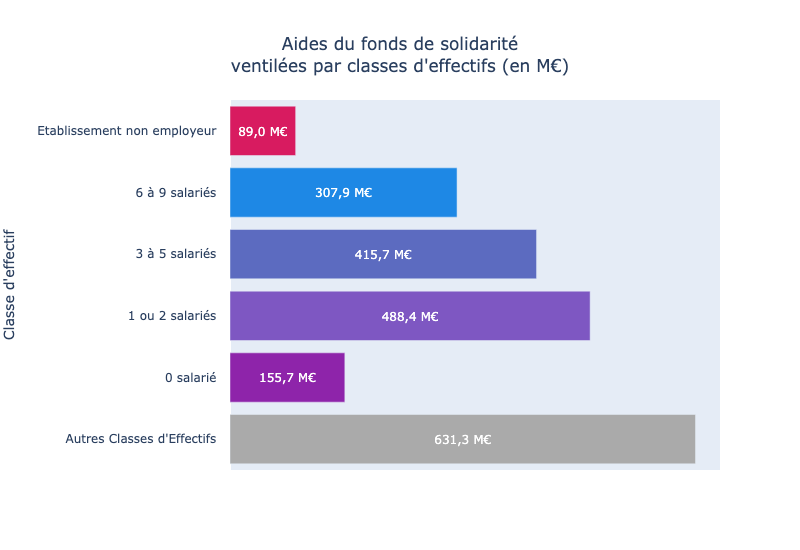 Aides du fonds de solidarité
ventilées par classes d'effectifs (en M€)
Classe d'effectif
Etablissement non employeur
89,0 M€
6 à 9 salariés
307,9 M€
3 à 5 salariés
415,7 M€
1 ou 2 salariés
488,4 M€
0 salarié
155,7 M€
Autres Classes d'Effectifs
631,3 M€